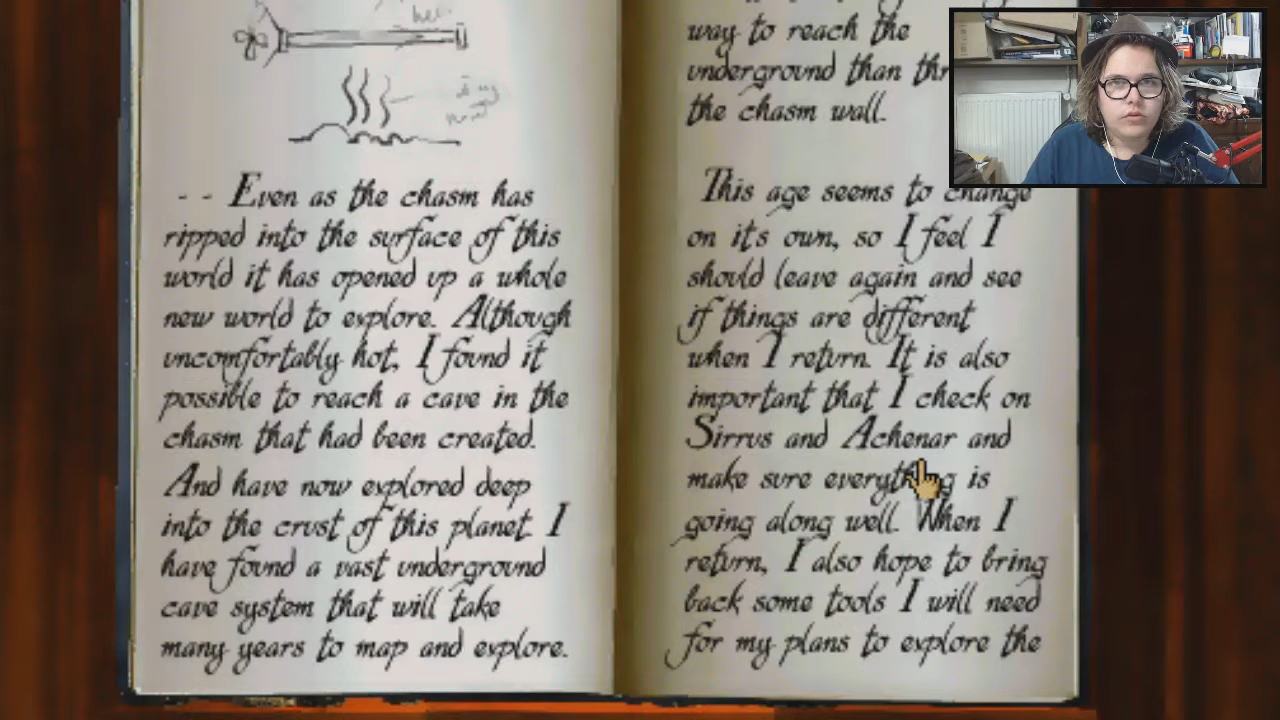 - - Even as the chasm has
ripped into the surface of this
world it has opened up a whole
new world to explore. Although
uncomfortably hot, I found it
possible to reach a cave in the
chasm that had been created.
And have now explored deep
into the crust of this planet. I
have found a vast underground
cave system that will take
many years to map and explore.
way to reach the
underground than thr
the chasm wall.
This age seems to change
on its own, so I feel I
should leave again and see
if things are different
when I return. It is also
important that I check on
Sirrus and Achenar and
make sure everything is
going along well. When I
return, I also hope to bring
back some tools I will need
for my plans to explore the